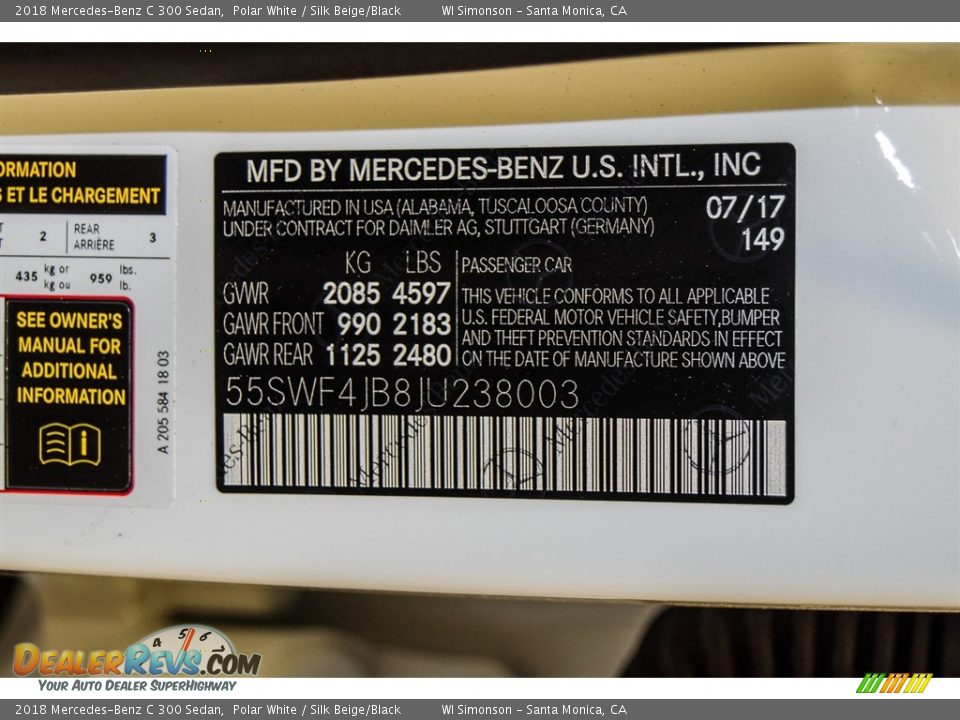 2018 Mercedes-Benz C 300 Sedan, Polar White / Silk Beige/Black WI Simonson - Santa Monica, CA
ORMATION
S ET LE CHARGEMENT
2
REAR
ARRIÈRE
3
435 kg or
kg ou
959 lbs.
lb.
SEE OWNER'S
MANUAL FOR
ADDITIONAL
INFORMATION
i
A 205 584 18 03
MFD BY MERCEDES-BENZ U.S. INTL., INC
MANUFACTURED IN USA (ALABAMA, TUSCALOOSA COUNTY)
UNDER CONTRACT FOR DAIMLER AG, STUTTGART (GERMANY)
07/17
149
KG LBS
GVWR 2085 4597
GAWR FRONT 990 2183
GAWR REAR 1125 2480
PASSENGER CAR
THIS VEHICLE CONFORMS TO ALL APPLICABLE
U.S. FEDERAL MOTOR VEHICLE SAFETY,BUMPER
AND THEFT PREVENTION STANDARDS IN EFFECT
ON THE DATE OF MANUFACTURE SHOWN ABOVE
55SWF4JB8JU238003
4 5 6
DEALERREVS.COM
YOUR AUTO DEALER SUPERHIGHWAY
2018 Mercedes-Benz C 300 Sedan, Polar White / Silk Beige/Black WI Simonson - Santa Monica, CA